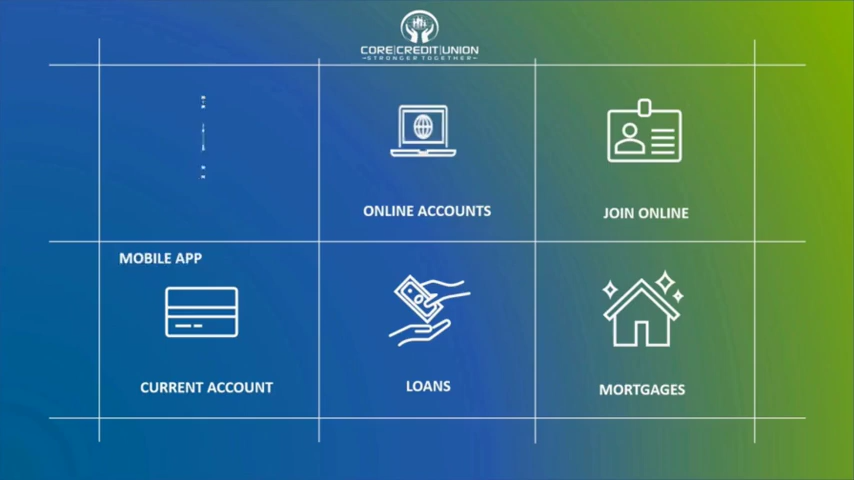 CORE|CREDIT|UNION
STRONGER TOGETHER
ONLINE ACCOUNTS
JOIN ONLINE
MOBILE APP
CURRENT ACCOUNT
LOANS
MORTGAGES